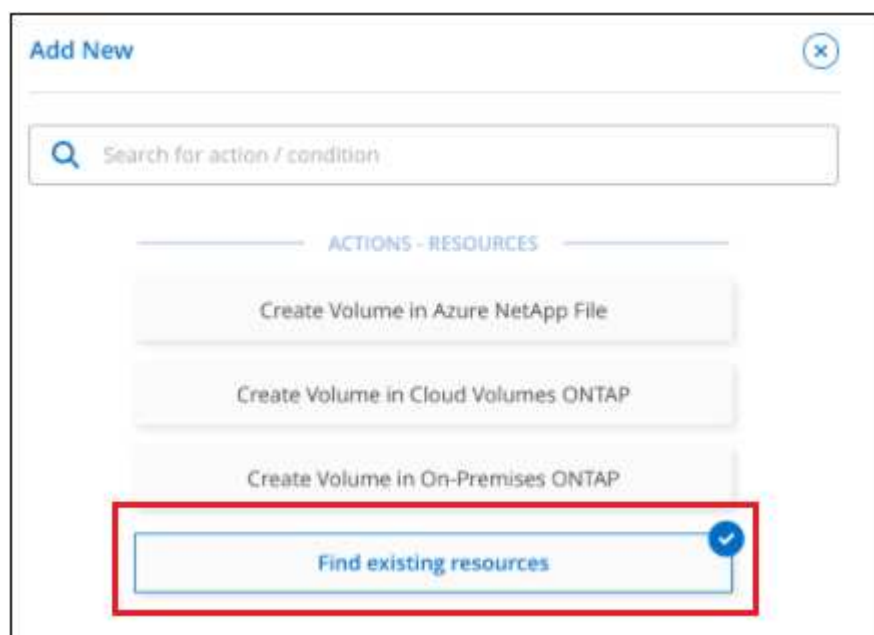 Add New
Search for action / condition
ACTIONS - RESOURCES
Create Volume in Azure NetApp File
Create Volume in Cloud Volumes ONTAP
Create Volume in On-Premises ONTAP
Find existing resources